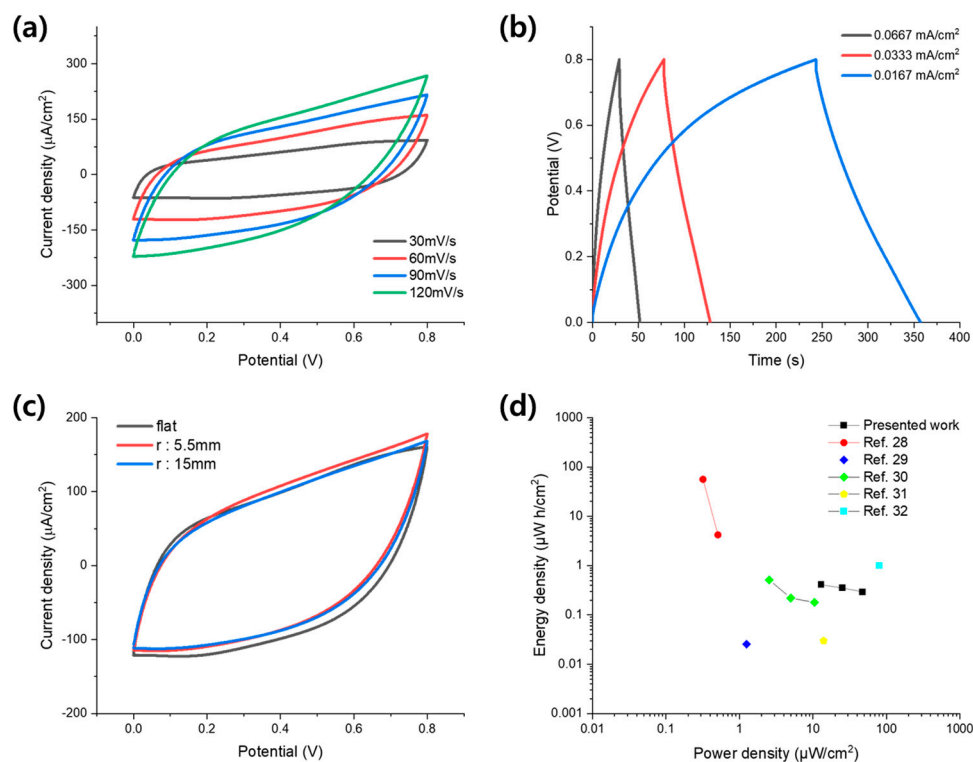 (a)
300
150
0
-150
-300
Current density (μA/cm²)
0.0 0.2 0.4 0.6 0.8
Potential (V)
30mV/s
60mV/s
90mV/s
120mV/s
(b)
0.0667 mA/cm²
0.0333 mA/cm²
0.0167 mA/cm²
0.8
0.6
0.4
0.2
0.0
Potential (V)
0 50 100 150 200 250 300 350 400
Time (s)
(c)
flat
r : 5.5mm
r : 15mm
200
100
0
-100
-200
Current density (μA/cm²)
0.0 0.2 0.4 0.6 0.8
Potential (V)
(d)
Presented work
Ref. 28
Ref. 29
Ref. 30
Ref. 31
Ref. 32
1000
100
10
1
0.1
0.01
0.001
Energy density (μW h/cm²)
0.01 0.1 1 10 100 1000
Power density (μW/cm²)